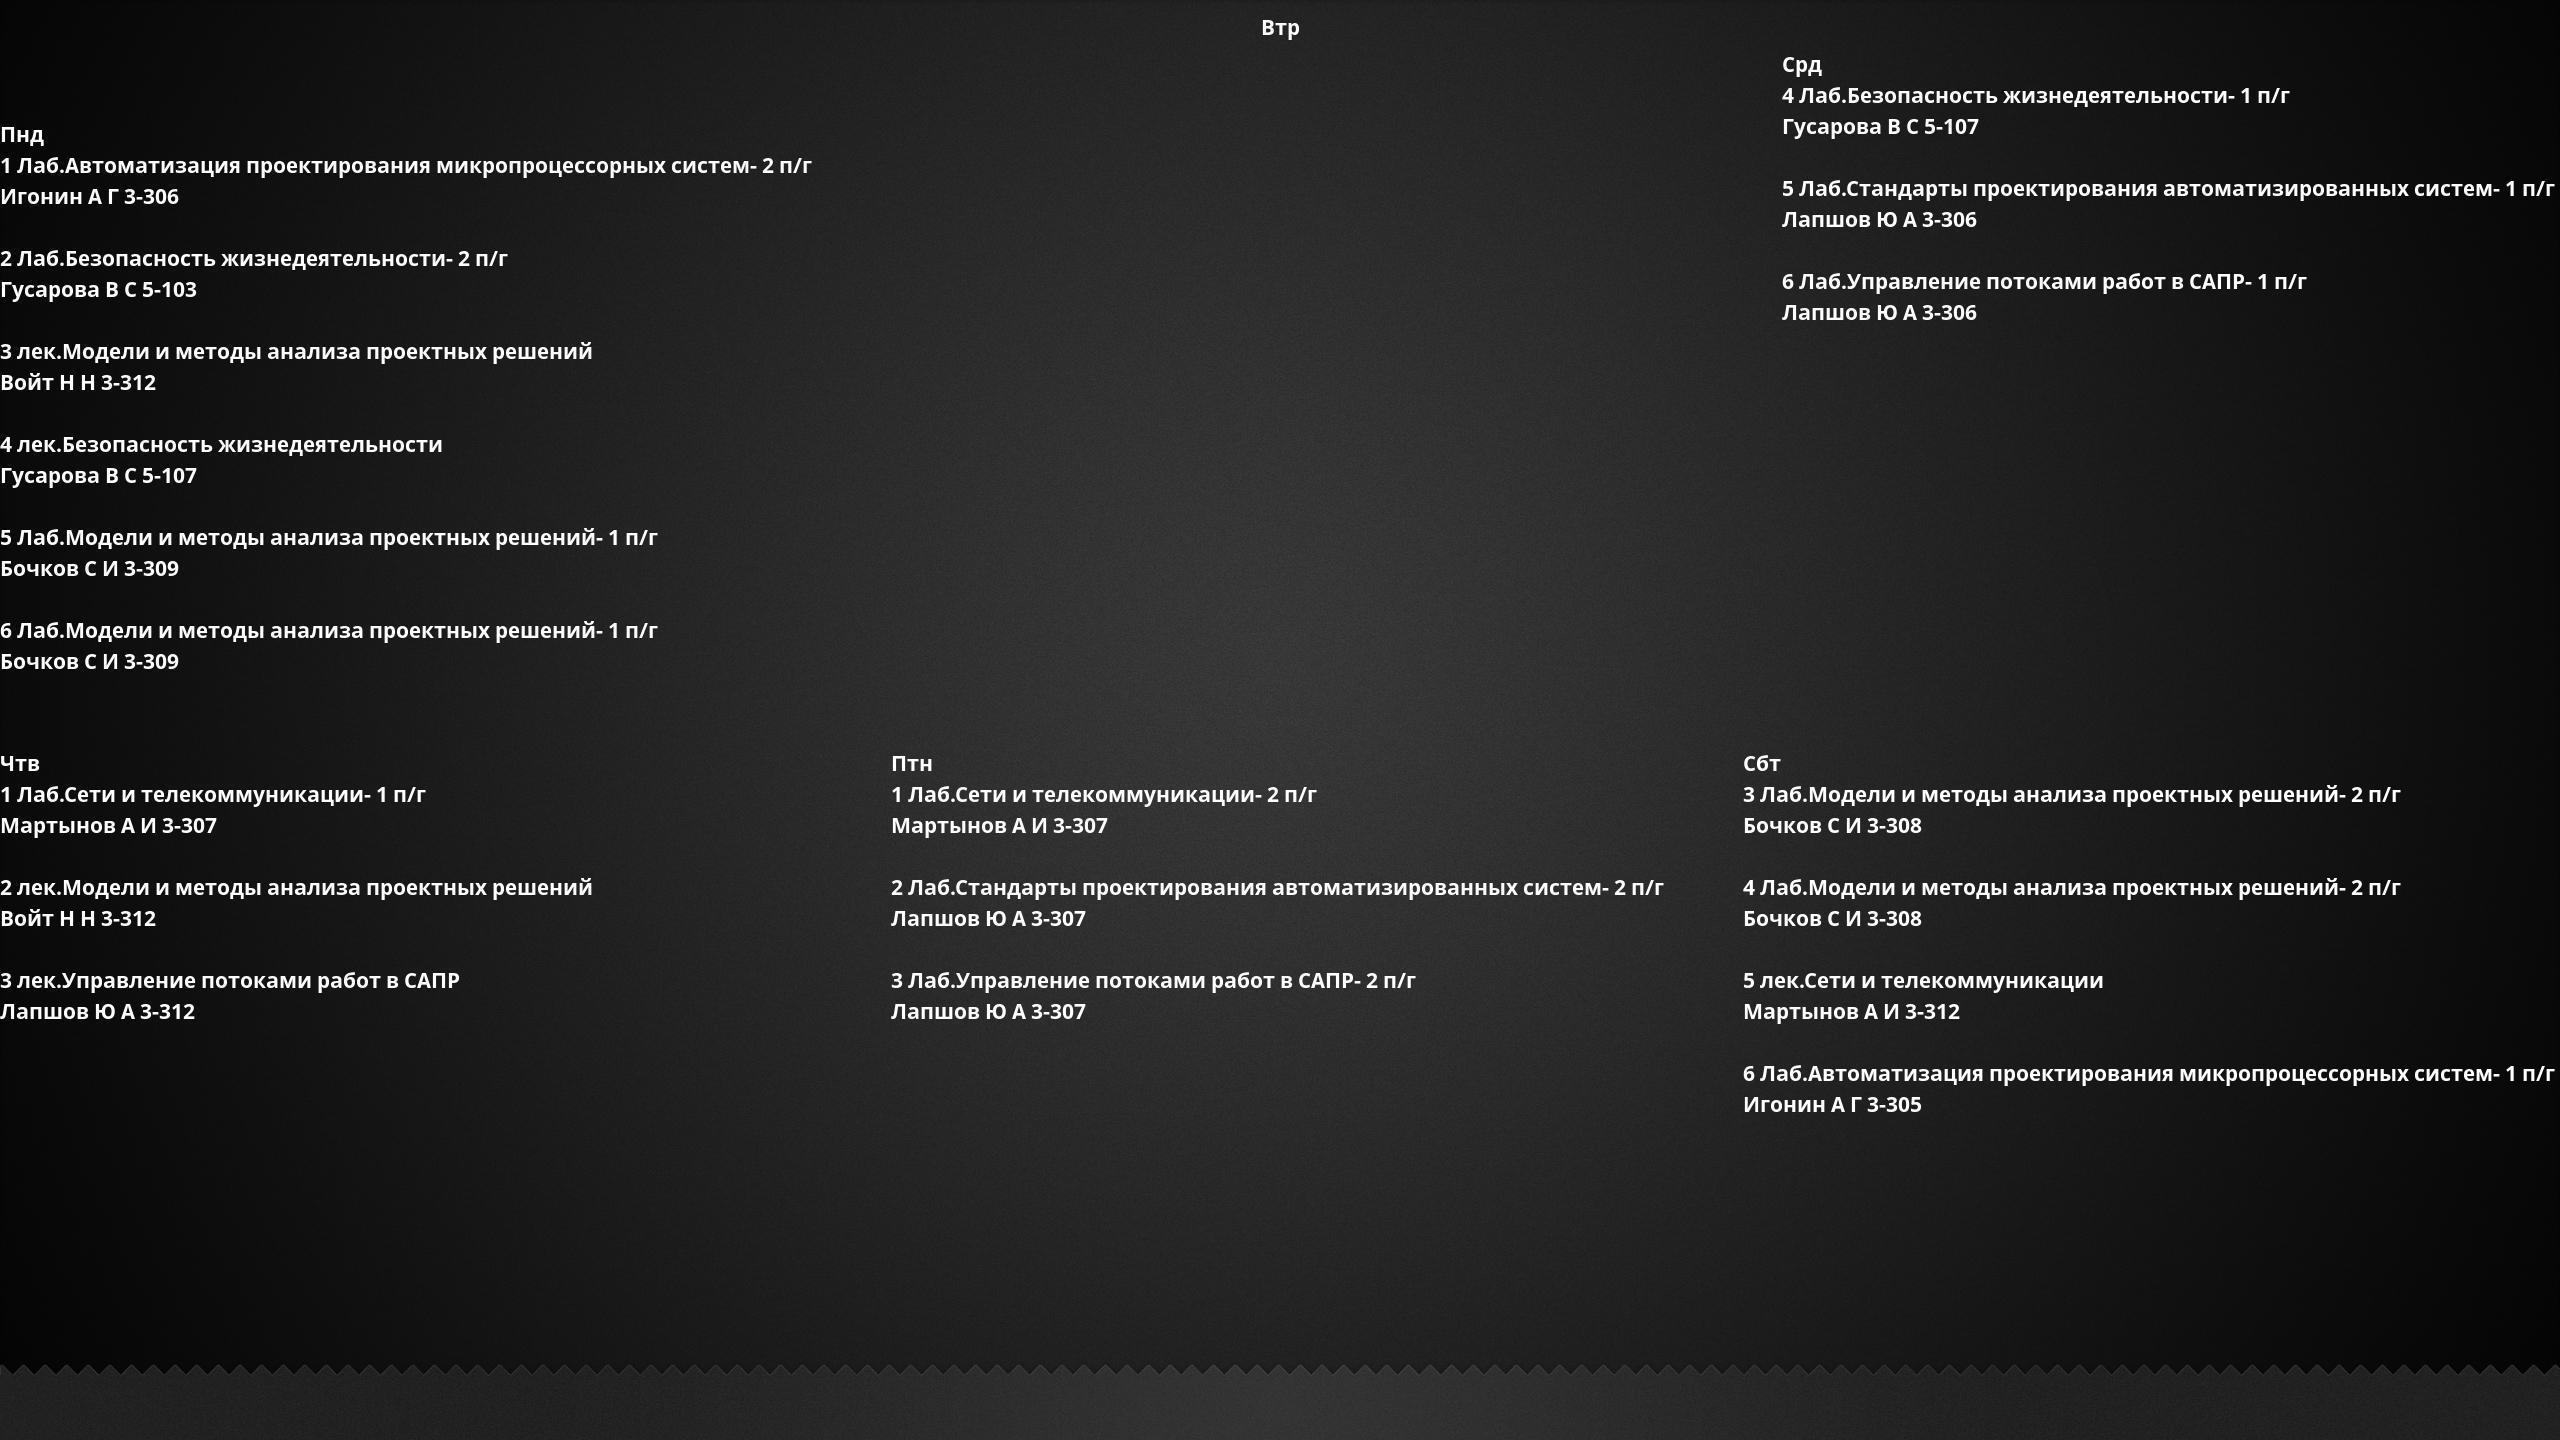 Пнд
1 Лаб.Автоматизация проектирования микропроцессорных систем- 2 п/г
Игонин А Г 3-306
2 Лаб.Безопасность жизнедеятельности- 2 п/г
Гусарова В С 5-103
3 лек.Модели и методы анализа проектных решений
Войт Н Н 3-312
4 лек.Безопасность жизнедеятельности
Гусарова В С 5-107
5 Лаб.Модели и методы анализа проектных решений- 1 п/г
Бочков С И 3-309
6 Лаб.Модели и методы анализа проектных решений- 1 п/г
Бочков С И 3-309
Втр
Срд
4 Лаб.Безопасность жизнедеятельности- 1 п/г
Гусарова В С 5-107
5 Лаб.Стандарты проектирования автоматизированных систем- 1 п/г
Лапшов Ю А 3-306
6 Лаб.Управление потоками работ в САПР- 1 п/г
Лапшов Ю А 3-306
Чтв
1 Лаб.Сети и телекоммуникации- 1 п/г
Мартынов А И 3-307
2 лек.Модели и методы анализа проектных решений
Войт Н Н 3-312
3 лек.Управление потоками работ в САПР
Лапшов Ю А 3-312
Птн
1 Лаб.Сети и телекоммуникации- 2 п/г
Мартынов А И 3-307
2 Лаб.Стандарты проектирования автоматизированных систем- 2 п/г
Лапшов Ю А 3-307
3 Лаб.Управление потоками работ в САПР- 2 п/г
Лапшов Ю А 3-307
Сбт
3 Лаб.Модели и методы анализа проектных решений- 2 п/г
Бочков С И 3-308
4 Лаб.Модели и методы анализа проектных решений- 2 п/г
Бочков С И 3-308
5 лек.Сети и телекоммуникации
Мартынов А И 3-312
6 Лаб.Автоматизация проектирования микропроцессорных систем- 1 п/г
Игонин А Г 3-305